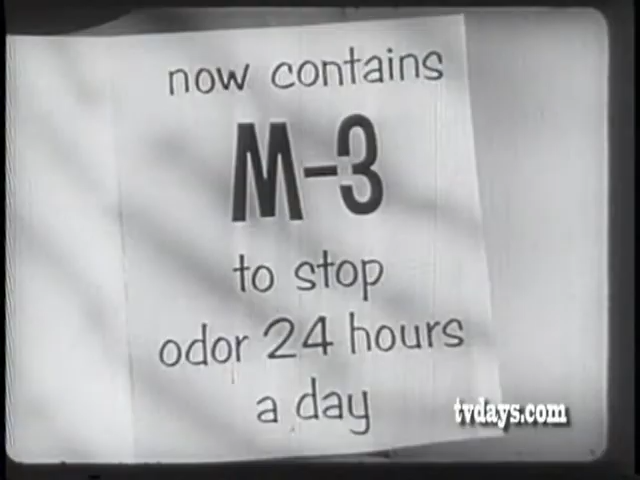 now contains
M-3
to stop
odor 24 hours
a day
tvdays.com